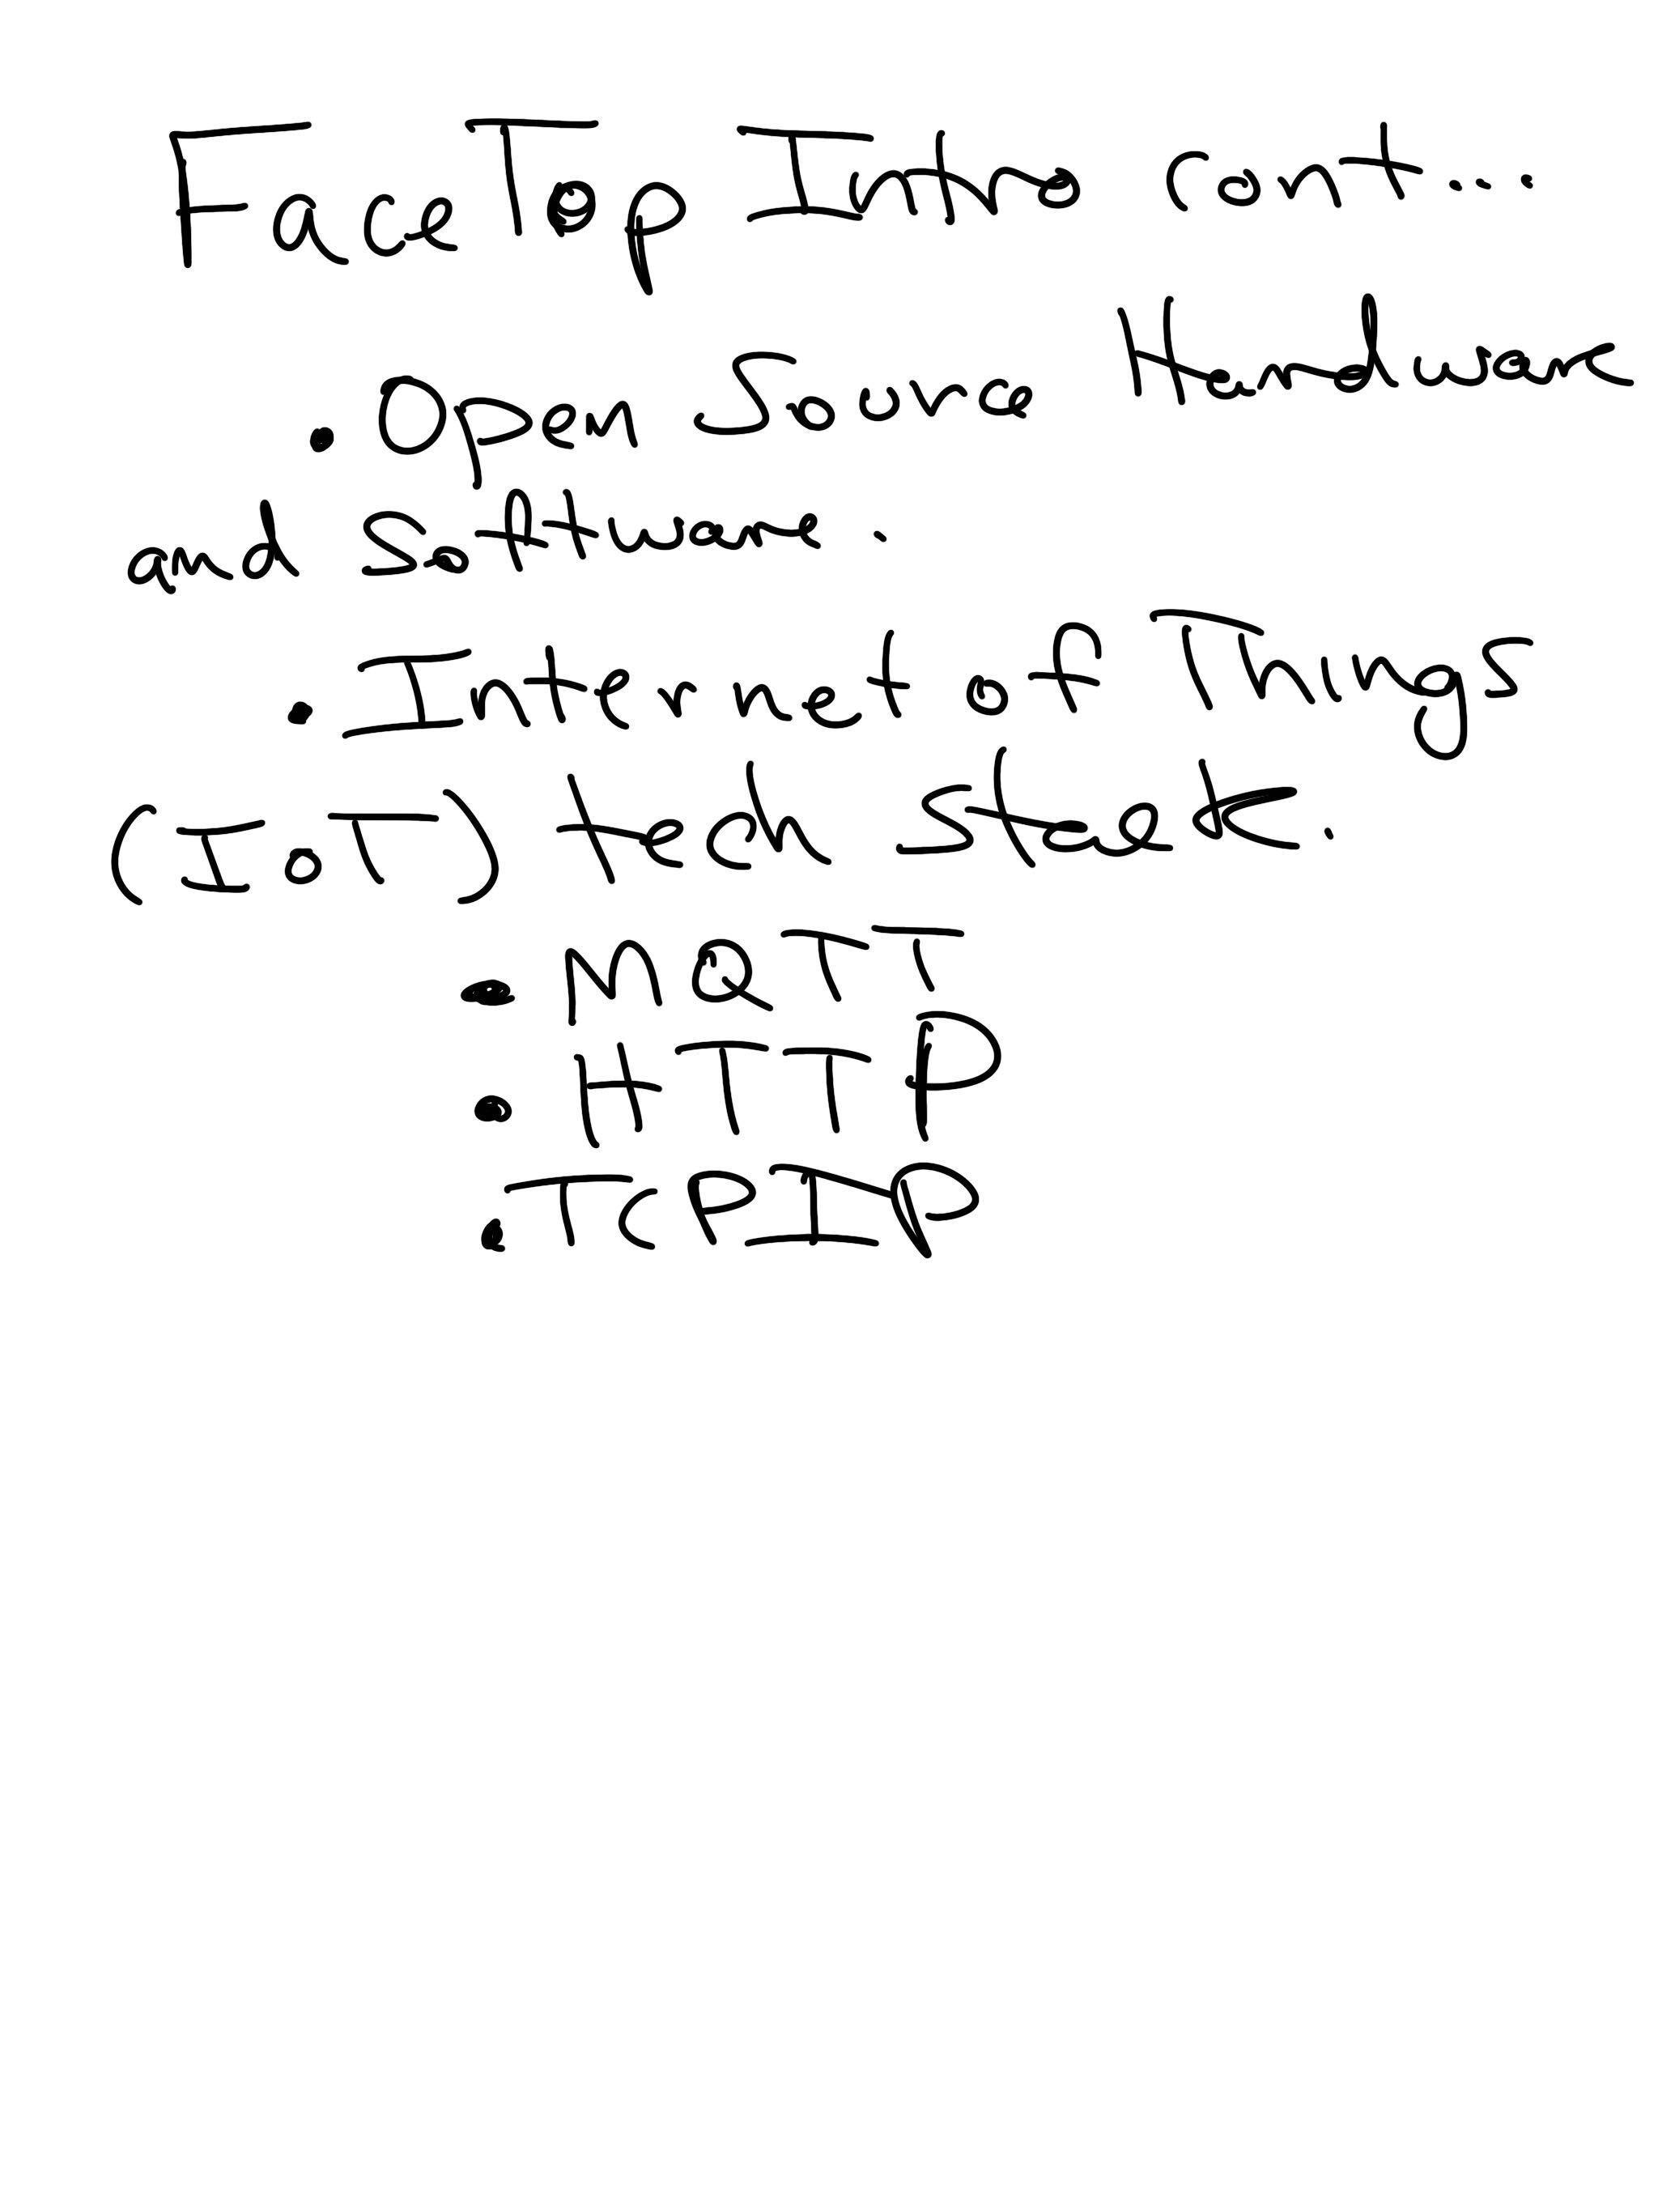 FaceTop Intro cont...
. Open Source Hardware
and Software.
. Internet of Things
(IoT) tech stack.
. MQTT
. HTTP
. TCPIP